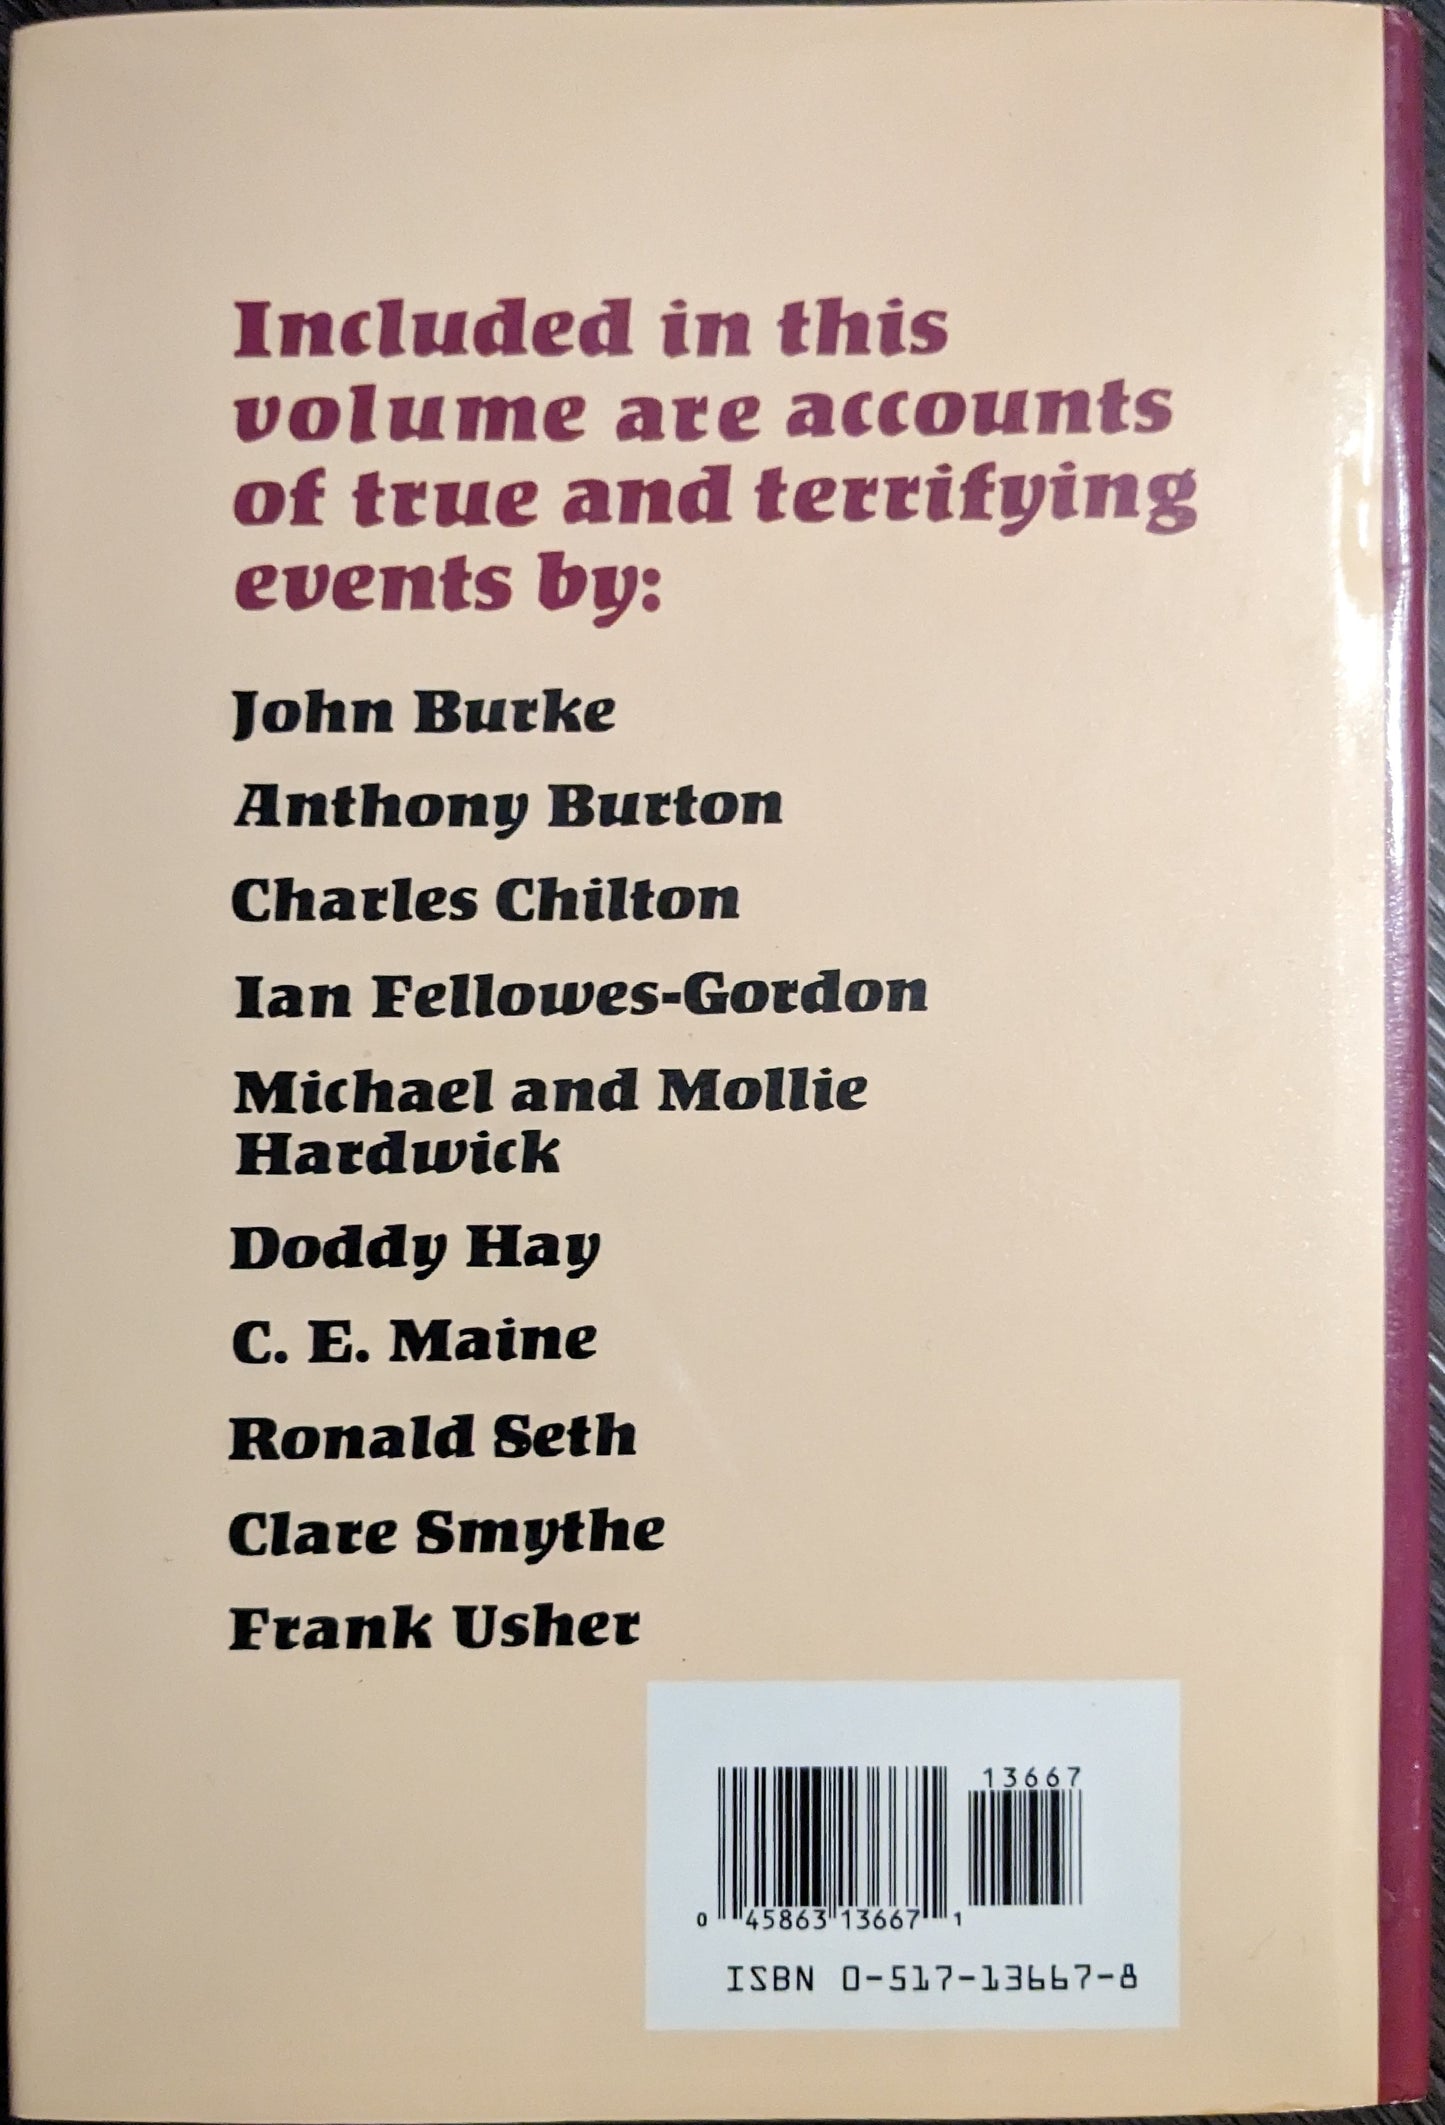 Included in this
volume are accounts
of true and terrifying
events by:
John Burke
Anthony Burton
Charles Chilton
Ian Fellowes-Gordon
Michael and Mollie
Hardwick
Doddy Hay
C. E. Maine
Ronald Seth
Clare Smythe
Frank Usher
13667
0 45863 13667 1
ISBN 0-517-13667-8